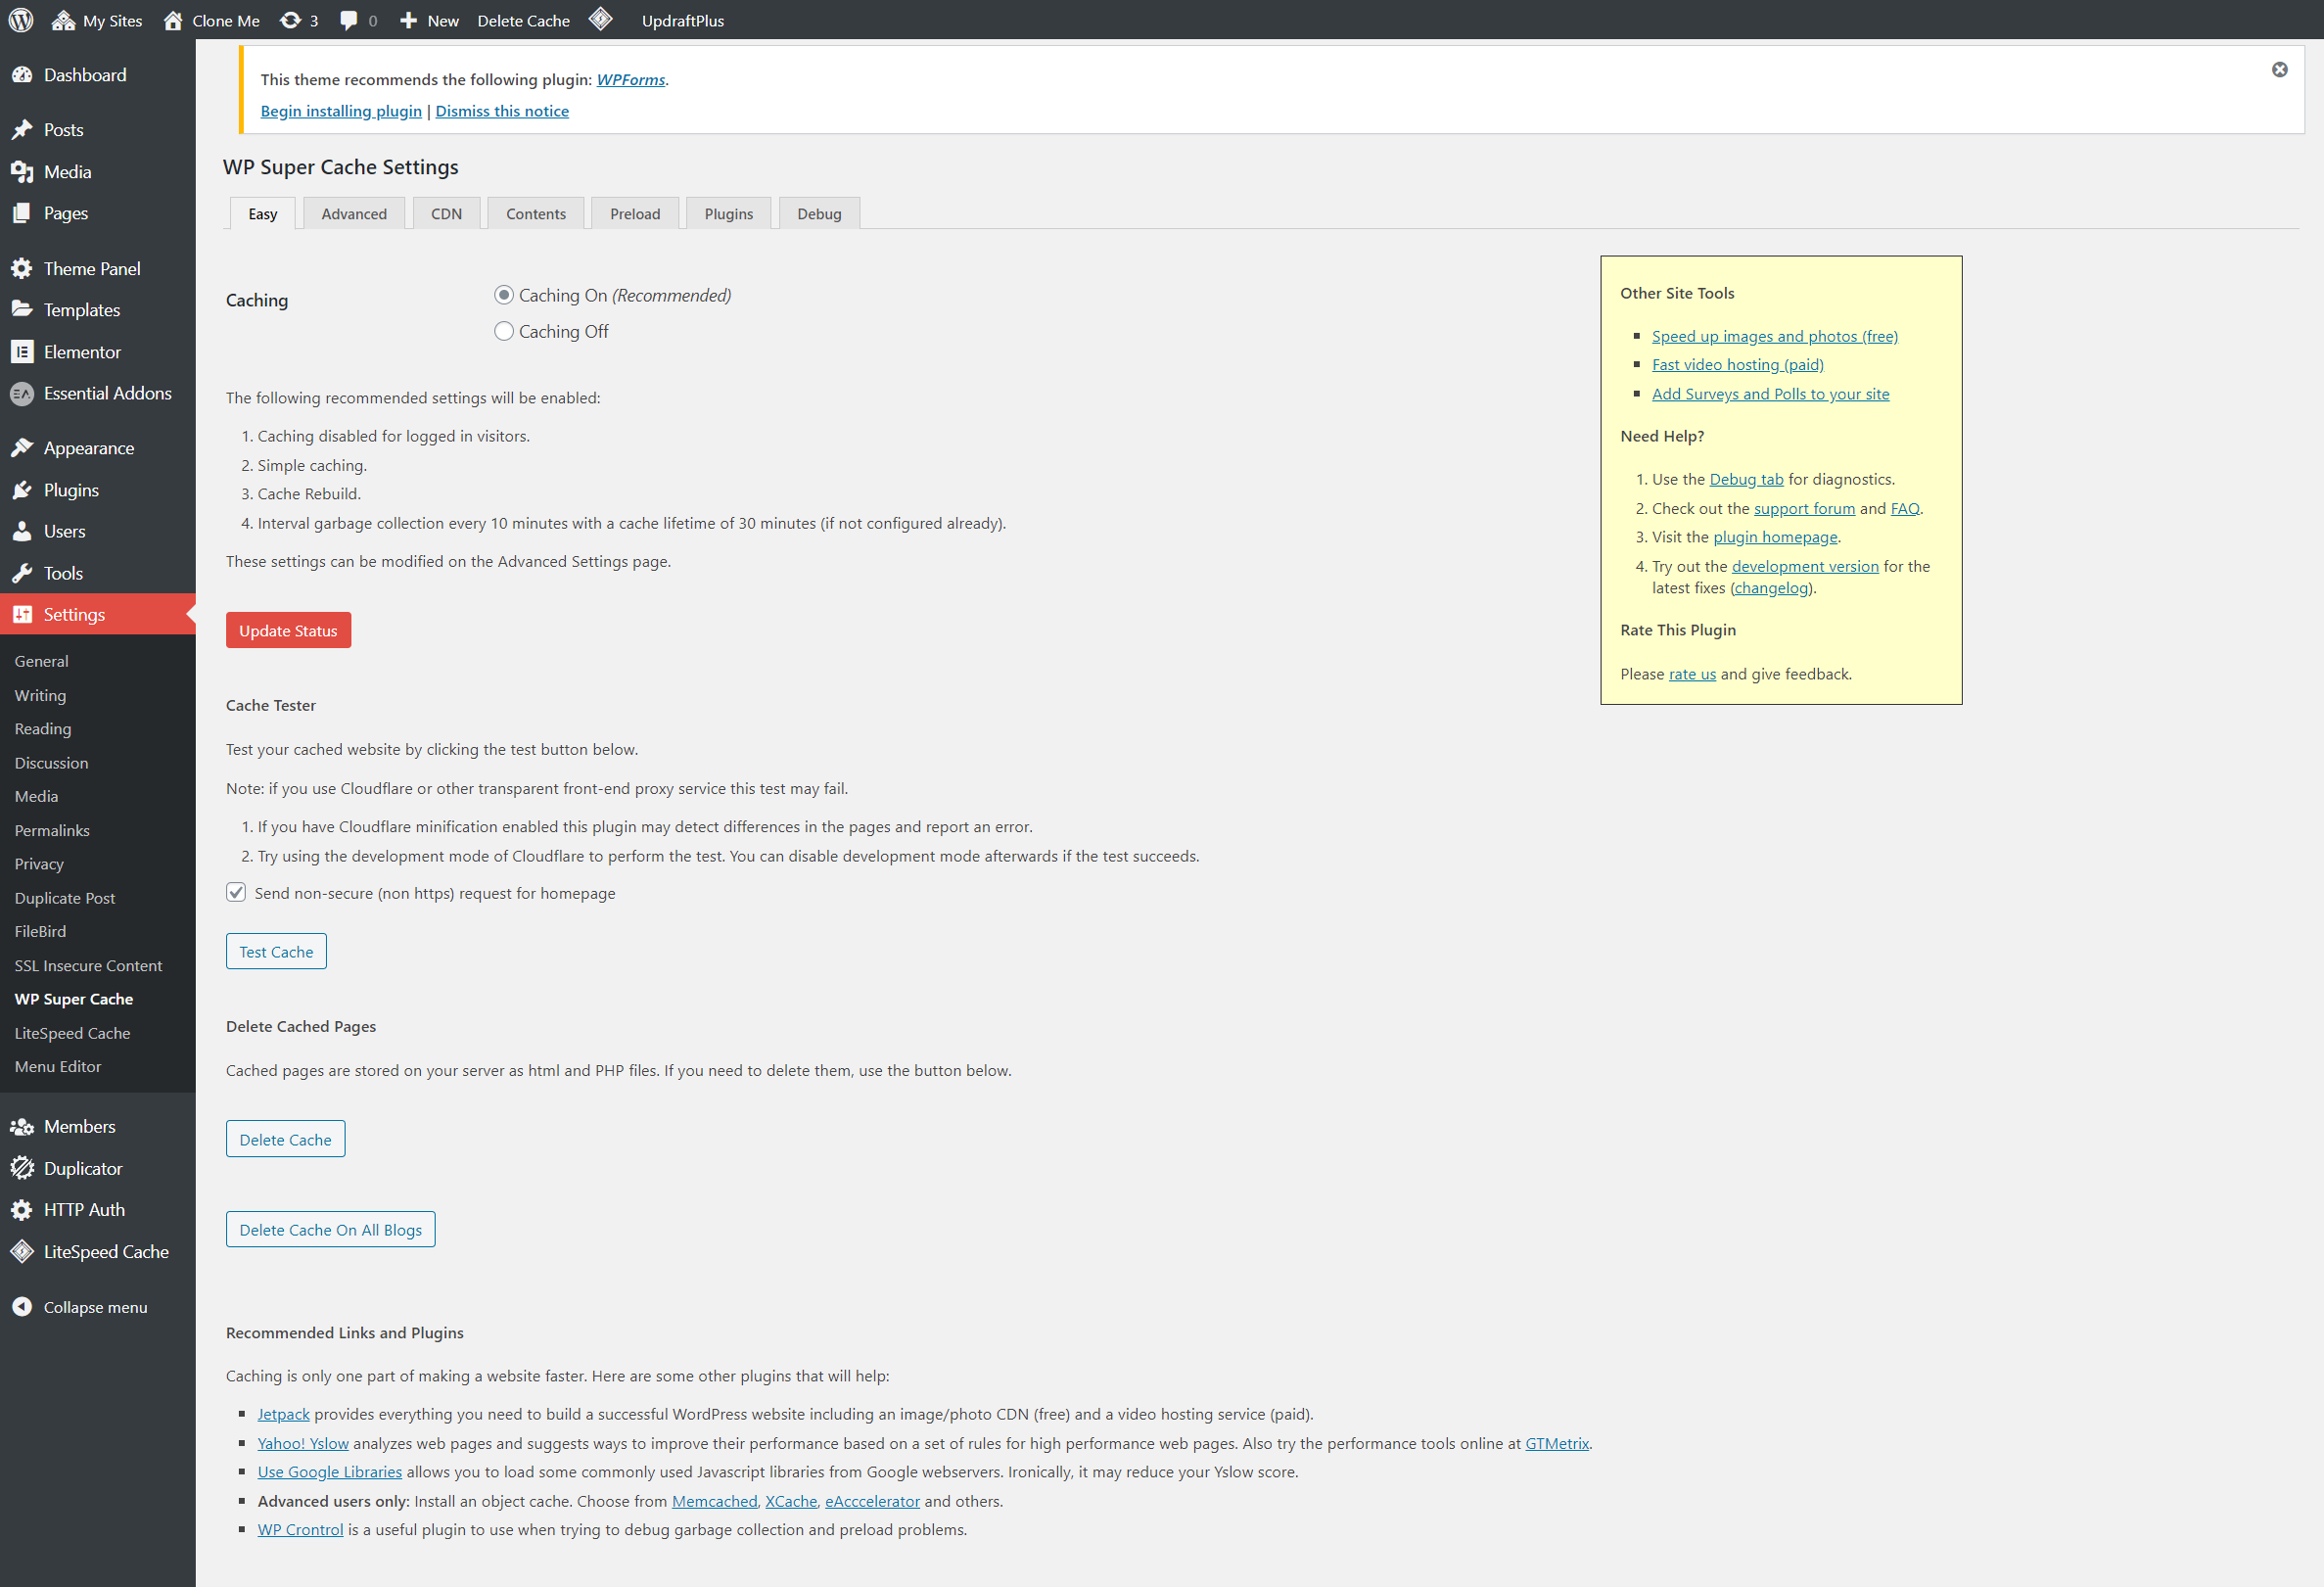 My Sites
Clone Me
3
0
New
Delete Cache
UpdraftPlus
Dashboard
Posts
Media
Pages
Theme Panel
Templates
Elementor
Essential Addons
Appearance
Plugins
Users
Tools
Settings
General
Writing
Reading
Discussion
Media
Permalinks
Privacy
Duplicate Post
FileBird
SSL Insecure Content
WP Super Cache
LiteSpeed Cache
Menu Editor
Members
Duplicator
HTTP Auth
LiteSpeed Cache
Collapse menu
This theme recommends the following plugin: WPForms.
Begin installing plugin | Dismiss this notice
WP Super Cache Settings
Easy
Advanced
CDN
Contents
Preload
Plugins
Debug
Caching
Caching On (Recommended)
Caching Off
The following recommended settings will be enabled:
1. Caching disabled for logged in visitors.
2. Simple caching.
3. Cache Rebuild.
4. Interval garbage collection every 10 minutes with a cache lifetime of 30 minutes (if not configured already).
These settings can be modified on the Advanced Settings page.
Update Status
Cache Tester
Test your cached website by clicking the test button below.
Note: if you use Cloudflare or other transparent front-end proxy service this test may fail.
1. If you have Cloudflare minification enabled this plugin may detect differences in the pages and report an error.
2. Try using the development mode of Cloudflare to perform the test. You can disable development mode afterwards if the test succeeds.
Send non-secure (non https) request for homepage
Test Cache
Delete Cached Pages
Cached pages are stored on your server as html and PHP files. If you need to delete them, use the button below.
Delete Cache
Delete Cache On All Blogs
Recommended Links and Plugins
Caching is only one part of making a website faster. Here are some other plugins that will help:
Jetpack provides everything you need to build a successful WordPress website including an image/photo CDN (free) and a video hosting service (paid).
Yahoo! Yslow analyzes web pages and suggests ways to improve their performance based on a set of rules for high performance web pages. Also try the performance tools online at GTMetrix.
Use Google Libraries allows you to load some commonly used Javascript libraries from Google webservers. Ironically, it may reduce your Yslow score.
Advanced users only: Install an object cache. Choose from Memcached, XCache, eAcccelerator and others.
WP Crontrol is a useful plugin to use when trying to debug garbage collection and preload problems.
Other Site Tools
Speed up images and photos (free)
Fast video hosting (paid)
Add Surveys and Polls to your site
Need Help?
1. Use the Debug tab for diagnostics.
2. Check out the support forum and FAQ.
3. Visit the plugin homepage.
4. Try out the development version for the
latest fixes (changelog).
Rate This Plugin
Please rate us and give feedback.